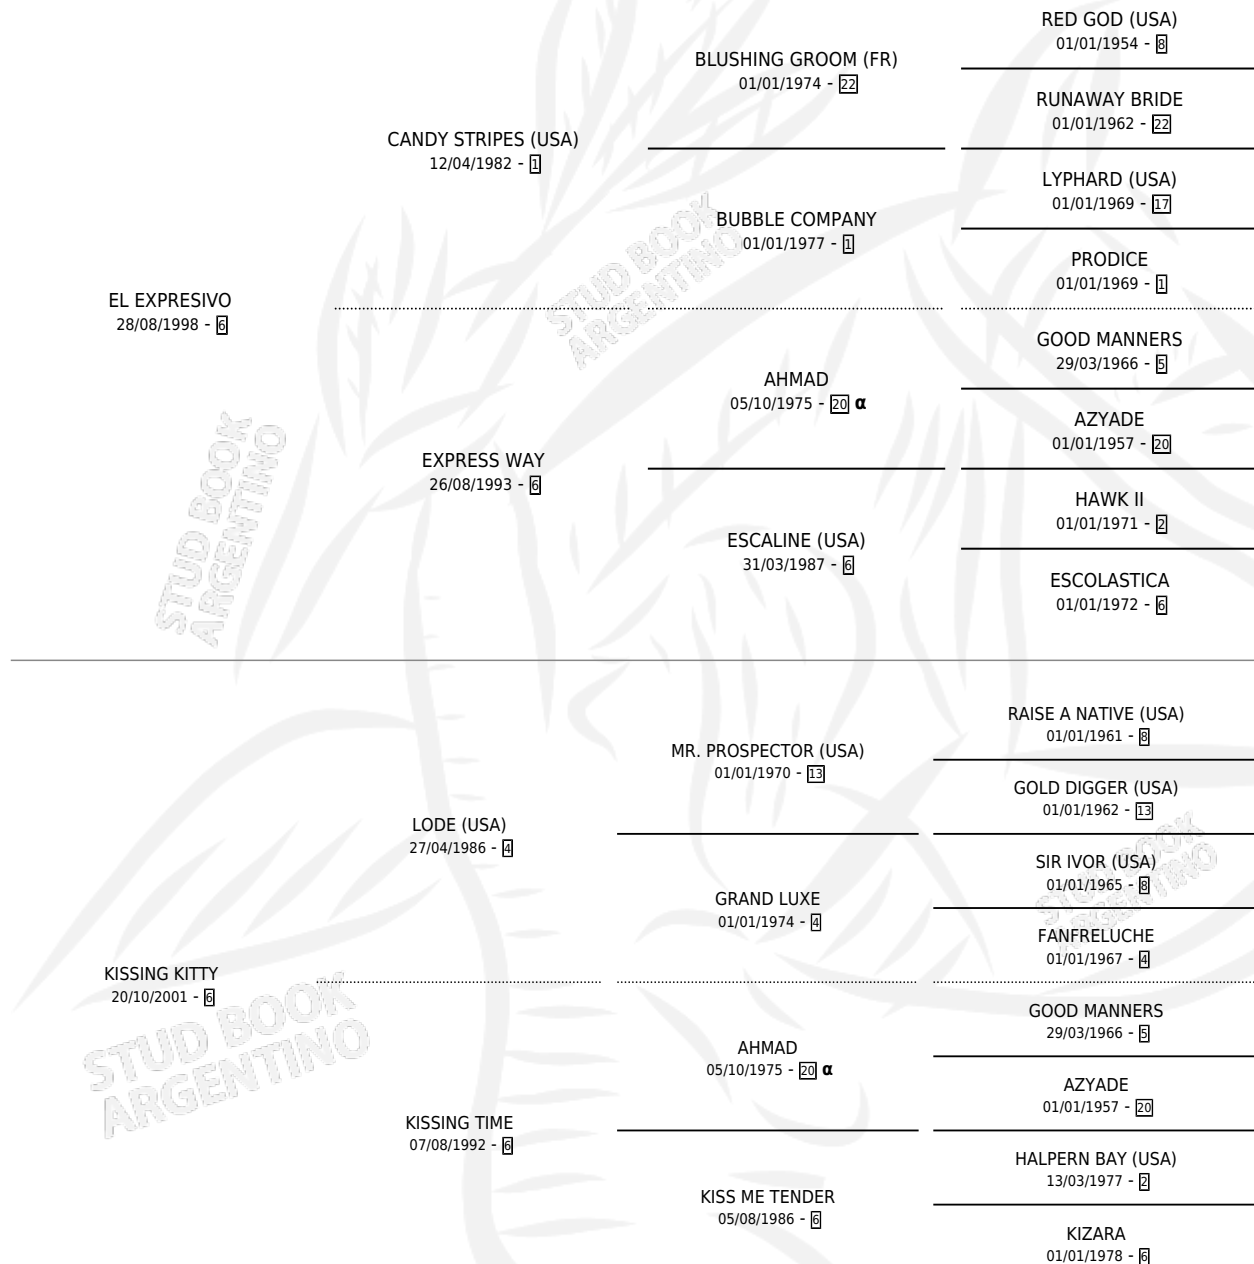 RED GOD (USA)
01/01/1954 - 8
BLUSHING GROOM (FR)
01/01/1974 - 22
RUNAWAY BRIDE
01/01/1962 - 22
CANDY STRIPES (USA)
12/04/1982 - 1
LYPHARD (USA)
01/01/1969 - 17
BUBBLE COMPANY
01/01/1977 - 1
PRODICE
01/01/1969 - 1
EL EXPRESIVO
28/08/1998 - 6
GOOD MANNERS
29/03/1966 - 5
AHMAD
05/10/1975 - 20 α
AZYADE
01/01/1957 - 20
EXPRESS WAY
26/08/1993 - 6
HAWK II
01/01/1971 - 2
ESCALINE (USA)
31/03/1987 - 6
ESCOLASTICA
01/01/1972 - 6
STUD BOOK
ARGENTINO
STUD BOOK
ARGENTINO
RAISE A NATIVE (USA)
01/01/1961 - 8
MR. PROSPECTOR (USA)
01/01/1970 - 13
GOLD DIGGER (USA)
01/01/1962 - 13
LODE (USA)
27/04/1986 - 4
SIR IVOR (USA)
01/01/1965 - 8
GRAND LUXE
01/01/1974 - 4
FANFRELUCHE
01/01/1967 - 4
KISSING KITTY
20/10/2001 - 6
GOOD MANNERS
29/03/1966 - 5
AHMAD
05/10/1975 - 20 α
AZYADE
01/01/1957 - 20
KISSING TIME
07/08/1992 - 6
HALPERN BAY (USA)
13/03/1977 - 2
KISS ME TENDER
05/08/1986 - 6
KIZARA
01/01/1978 - 6
STUD BOOK
ARGENTINO
STUD BOOK
ARGENTINO